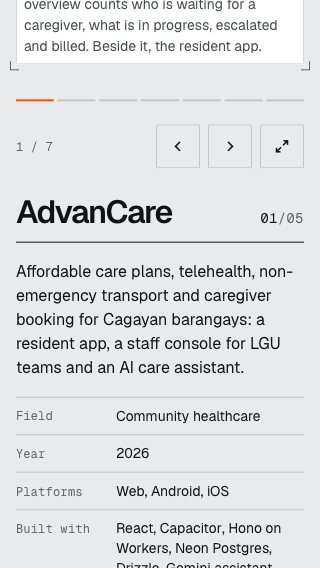 overview counts who is waiting for a
caregiver, what is in progress, escalated
and billed. Beside it, the resident app.
1 / 7
AdvanCare
01/05
Affordable care plans, telehealth, non-
emergency transport and caregiver
booking for Cagayan barangays: a
resident app, a staff console for LGU
teams and an AI care assistant.
Field Community healthcare
Year 2026
Platforms Web, Android, iOS
Built with React, Capacitor, Hono on
Workers, Neon Postgres,
Drizzle, Gemini assistant